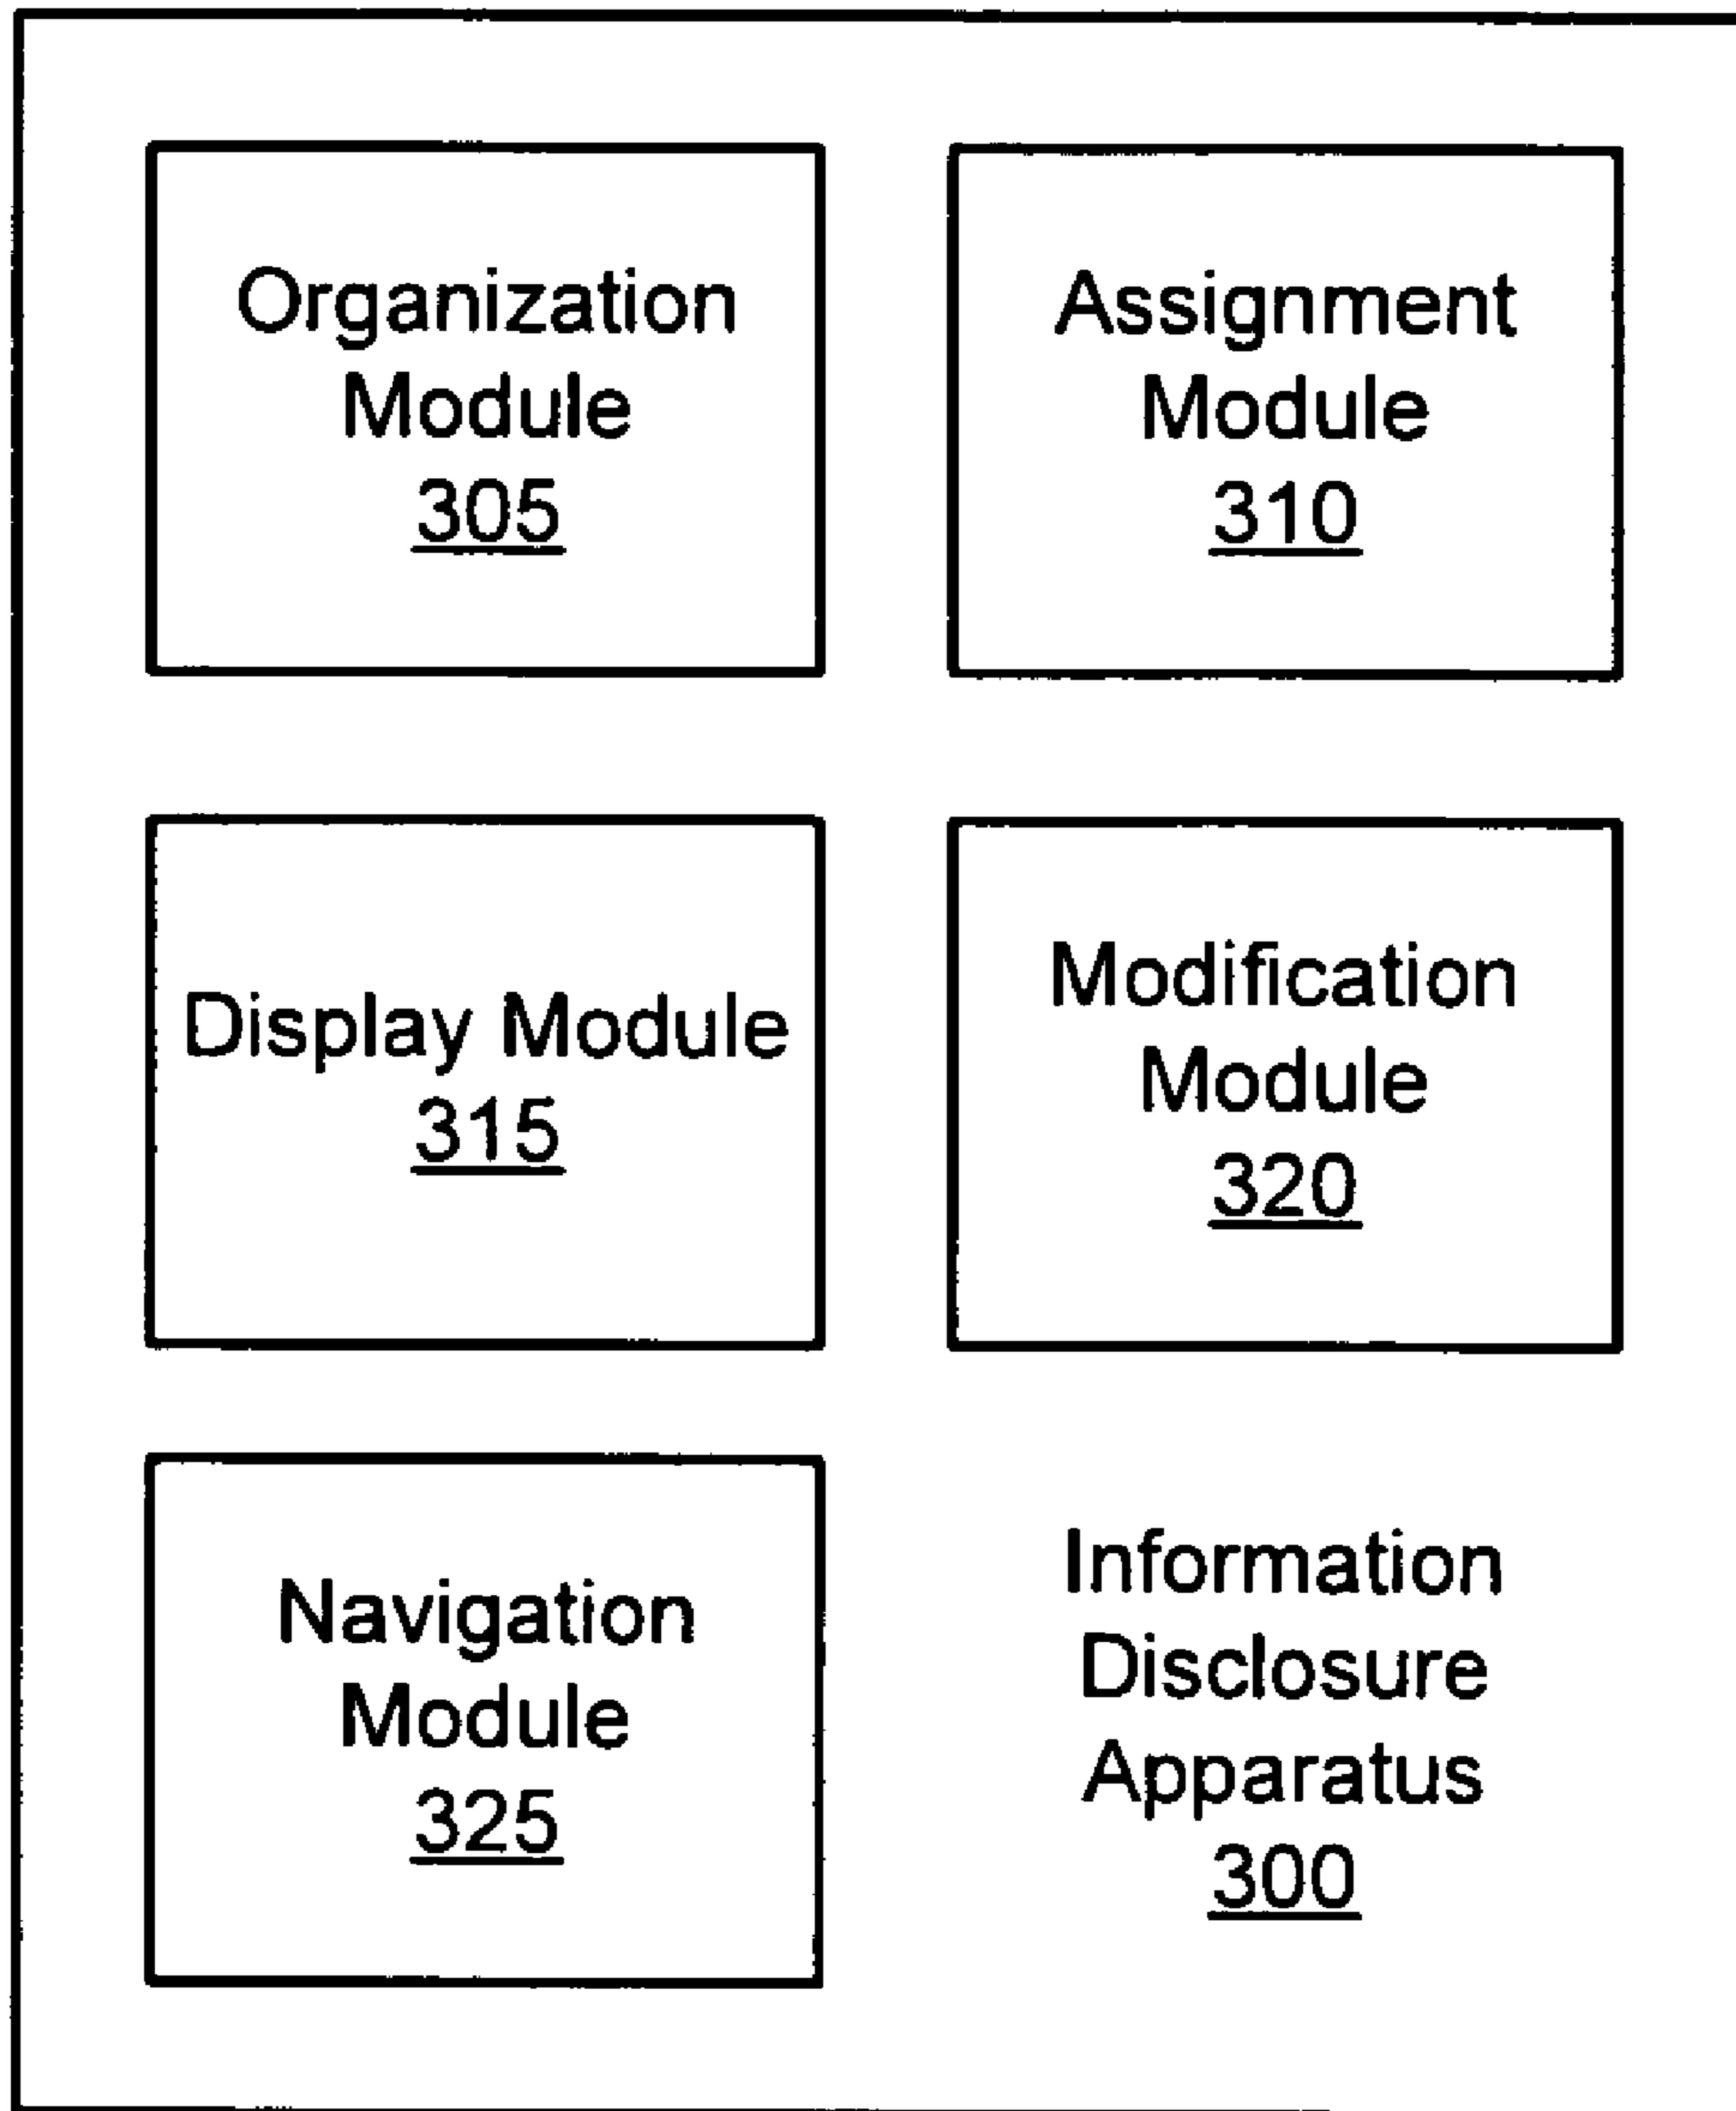 Organization
Module
305
Assignment
Module
310
Display Module
315
Modification
Module
320
Navigation
Module
325
Information
Disclosure
Apparatus
300